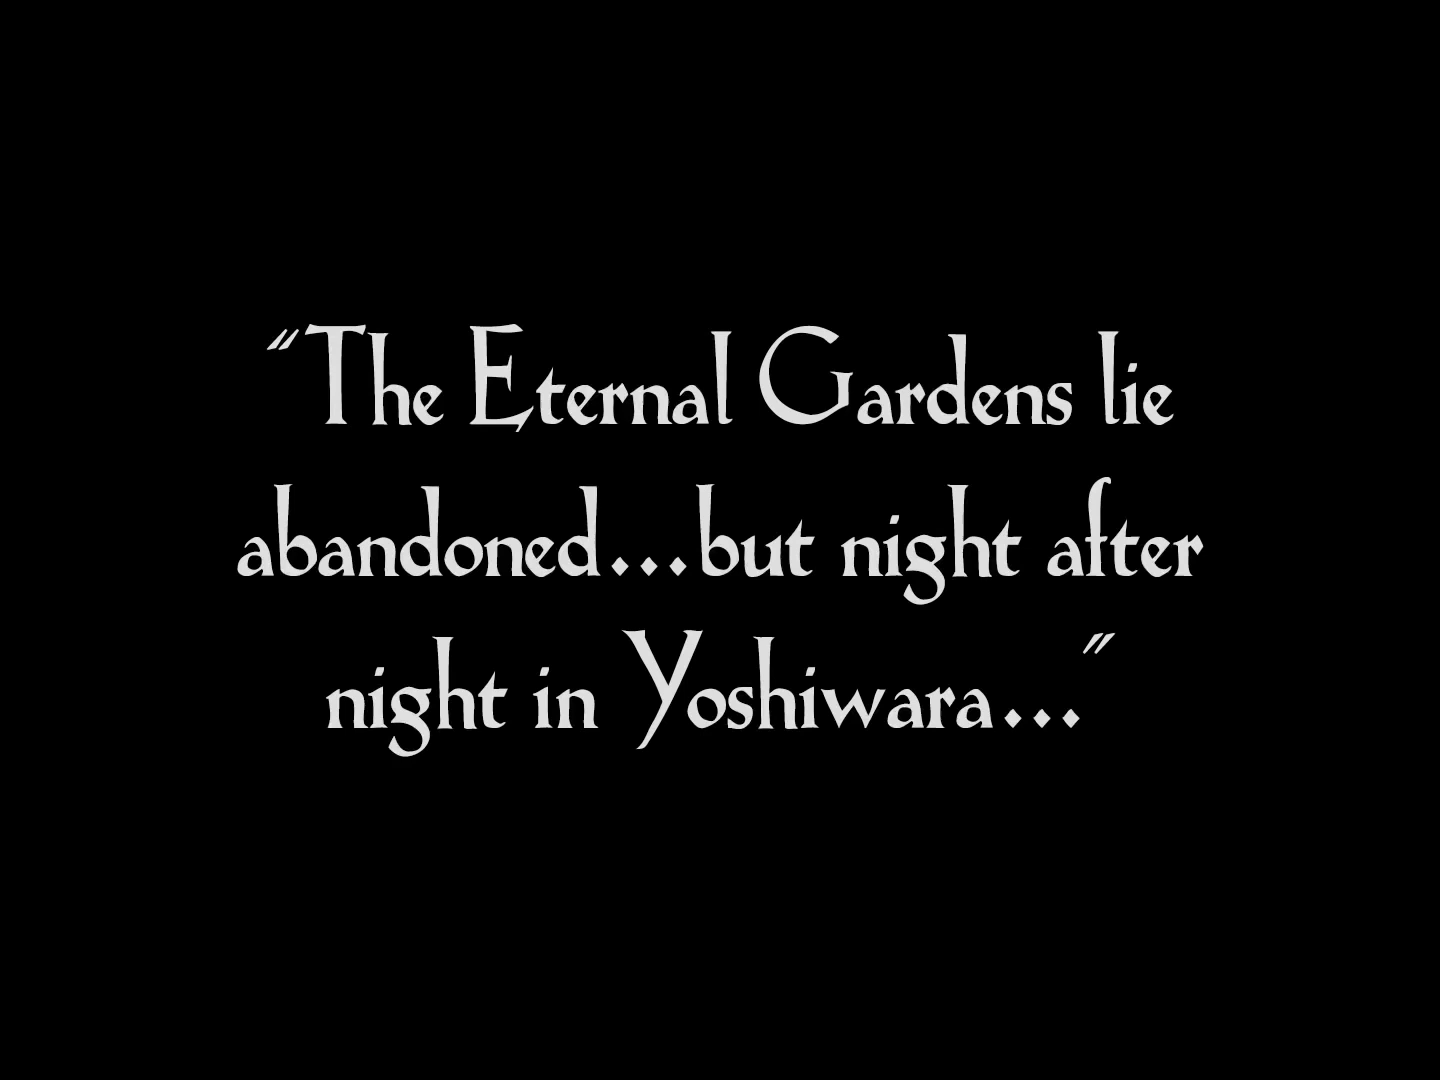 "The Eternal Gardens lie
abandoned...but night after
night in Yoshiwara..."